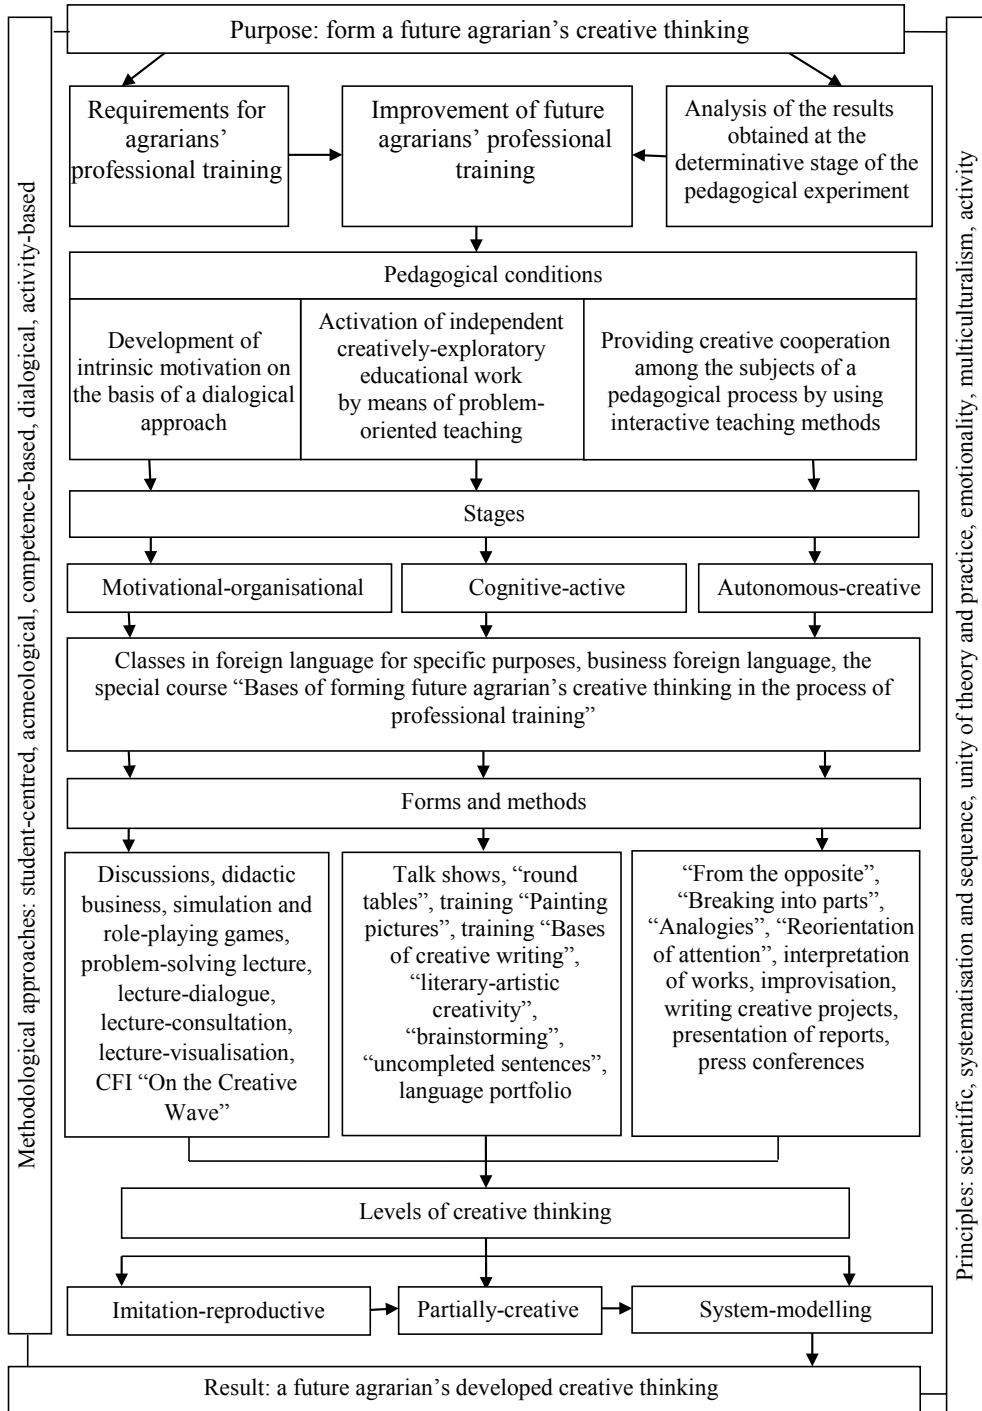 Purpose: form a future agrarian’s creative thinking
Methodological approaches: student-centred, acmeological, competence-based, dialogical, activity-based
Principles: scientific, systematisation and sequence, unity of theory and practice, emotionality, multiculturalism, activity
Requirements for
agrarians’
professional training
Improvement of future
agrarians’ professional
training
Analysis of the results
obtained at the
determinative stage of the
pedagogical experiment
Pedagogical conditions
Development of
intrinsic motivation on
the basis of a dialogical
approach
Activation of independent
creatively-exploratory
educational work
by means of problem-
oriented teaching
Providing creative cooperation
among the subjects of a
pedagogical process by using
interactive teaching methods
Stages
Motivational-organisational
Cognitive-active
Autonomous-creative
Classes in foreign language for specific purposes, business foreign language, the
special course “Bases of forming future agrarian’s creative thinking in the process of
professional training”
Forms and methods
Discussions, didactic
business, simulation and
role-playing games,
problem-solving lecture,
lecture-dialogue,
lecture-consultation,
lecture-visualisation,
CFI “On the Creative
Wave”
Talk shows, “round
tables”, training “Painting
pictures”, training “Bases
of creative writing”,
“literary-artistic
creativity”,
“brainstorming”,
“uncompleted sentences”,
language portfolio
“From the opposite”,
“Breaking into parts”,
“Analogies”, “Reorientation
of attention”, interpretation
of works, improvisation,
writing creative projects,
presentation of reports,
press conferences
Levels of creative thinking
Imitation-reproductive
Partially-creative
System-modelling
Result: a future agrarian’s developed creative thinking